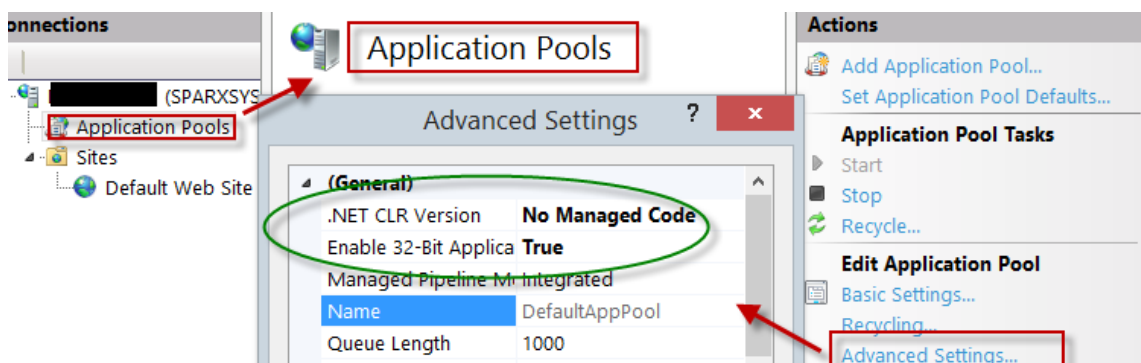 onnections
(SPARXSYS
Application Pools
Sites
Default Web Site
Application Pools
Advanced Settings
?
x
(General)
.NET CLR Version No Managed Code
Enable 32-Bit Applica True
Managed Pipeline M Integrated
Name DefaultAppPool
Queue Length 1000
Actions
Add Application Pool...
Set Application Pool Defaults...
Application Pool Tasks
Start
Stop
Recycle...
Edit Application Pool
Basic Settings...
Recycling...
Advanced Settings...